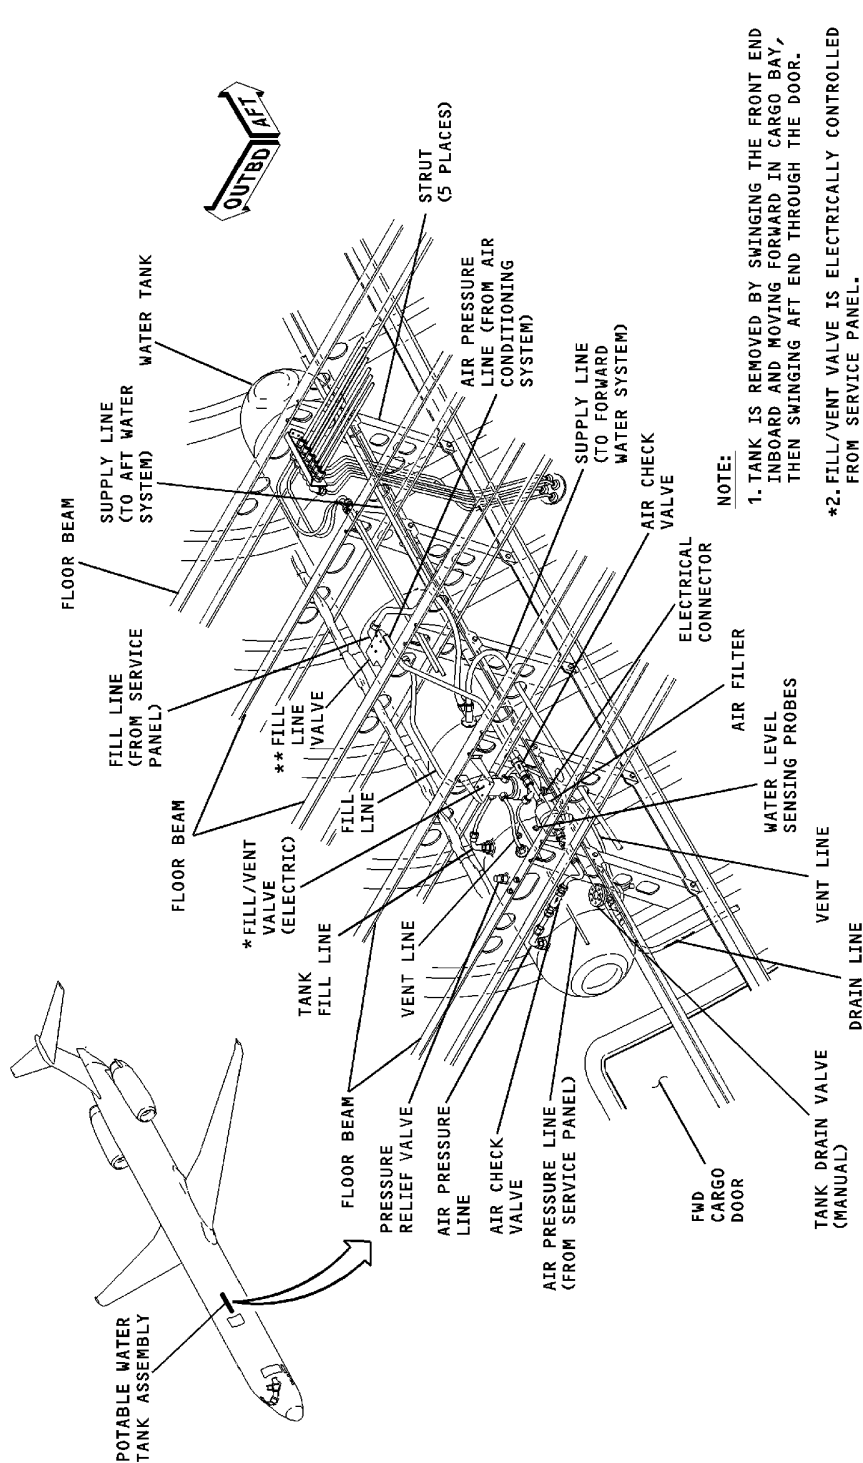 POTABLE WATER
TANK ASSEMBLY
FLOOR BEAM
SUPPLY LINE
(TO AFT WATER
SYSTEM)
WATER TANK
OUTBD
AFT
FILL LINE
(FROM SERVICE
PANEL)
FLOOR BEAM
**FILL
LINE
VALVE
*FILL/VENT
VALVE
(ELECTRIC)
FILL
LINE
TANK
FILL LINE
VENT LINE
FLOOR BEAM
PRESSURE
RELIEF VALVE
AIR PRESSURE
LINE
AIR CHECK
VALVE
AIR PRESSURE LINE
(FROM SERVICE PANEL)
STRUT
(5 PLACES)
AIR PRESSURE
LINE (FROM AIR
CONDITIONING
SYSTEM)
SUPPLY LINE
(TO FORWARD
WATER SYSTEM)
AIR CHECK
VALVE
ELECTRICAL
CONNECTOR
AIR FILTER
WATER LEVEL
SENSING PROBES
VENT LINE
DRAIN LINE
FWD
CARGO
DOOR
TANK DRAIN VALVE
(MANUAL)
NOTE:
1. TANK IS REMOVED BY SWINGING THE FRONT END
INBOARD AND MOVING FORWARD IN CARGO BAY,
THEN SWINGING AFT END THROUGH THE DOOR.
*2. FILL/VENT VALVE IS ELECTRICALLY CONTROLLED
FROM SERVICE PANEL.